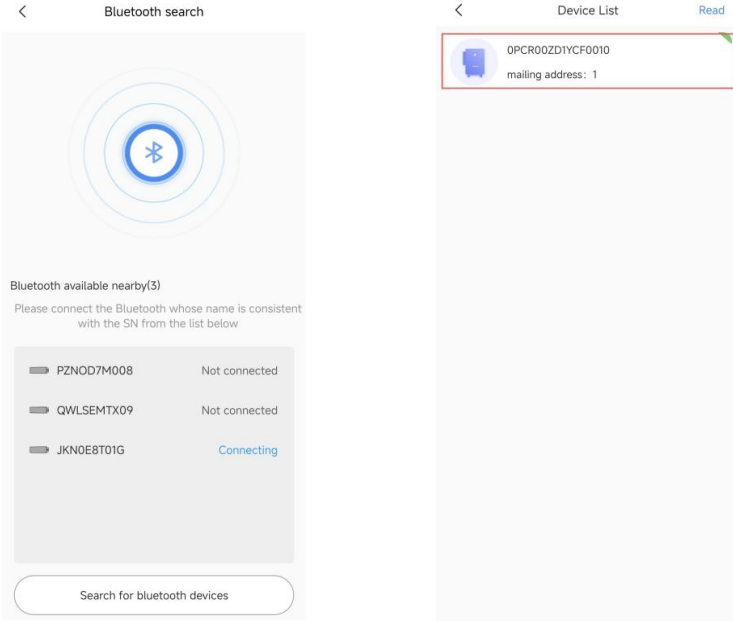 Bluetooth search
Bluetooth available nearby(3)
Please connect the Bluetooth whose name is consistent
with the SN from the list below
PZNOD7M008 Not connected
QWLSEMTX09 Not connected
JKN0E8T01G Connecting
Search for bluetooth devices
Device List Read
0PCR00ZD1YCF0010
mailing address: 1